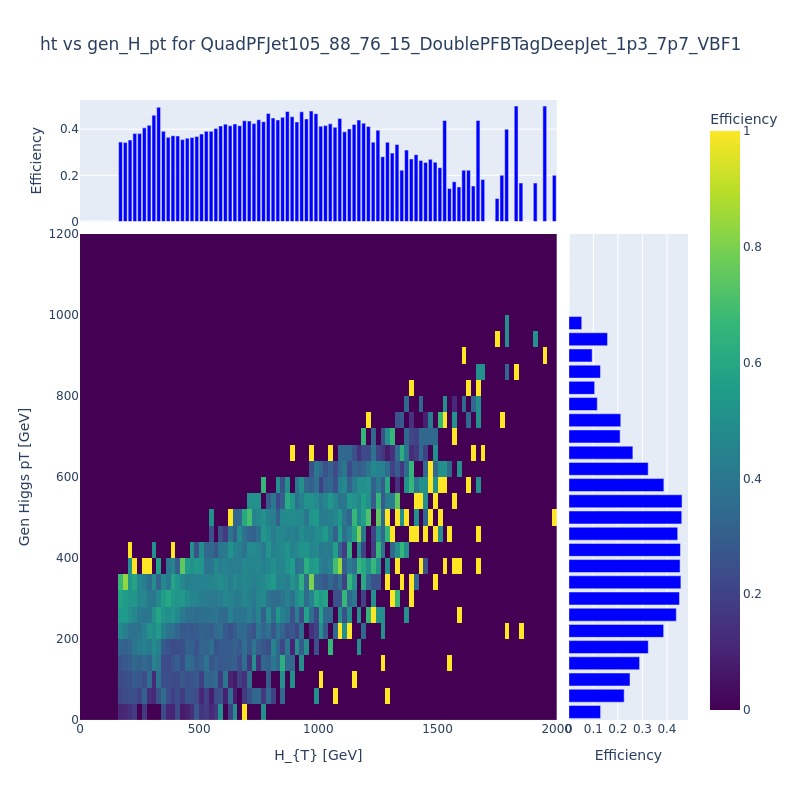 ht vs gen_H_pt for QuadPFJet105_88_76_15_DoublePFBTagDeepJet_1p3_7p7_VBF1
Efficiency
0.4
0.2
0
Efficiency
1
0.8
0.6
0.4
0.2
0
Gen Higgs pT [GeV]
1200
1000
800
600
400
200
0
0 500 1000 1500 2000
H_{T} [GeV]
0 0.1 0.2 0.3 0.4
Efficiency